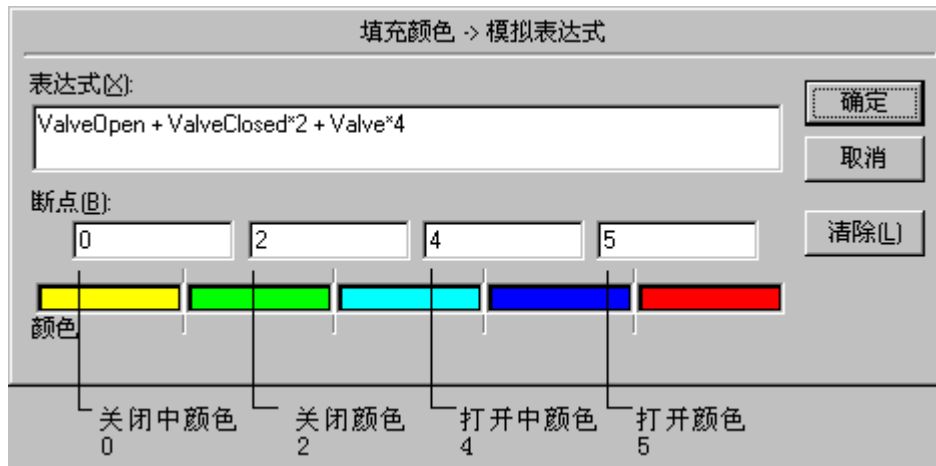 填充颜色 -> 模拟表达式
表达式(X):
ValveOpen + ValveClosed*2 + Valve*4
确定
取消
断点(B):
0 2 4 5
清除(L)
颜色
关闭中颜色 关闭颜色 打开中颜色 打开颜色
0 2 4 5